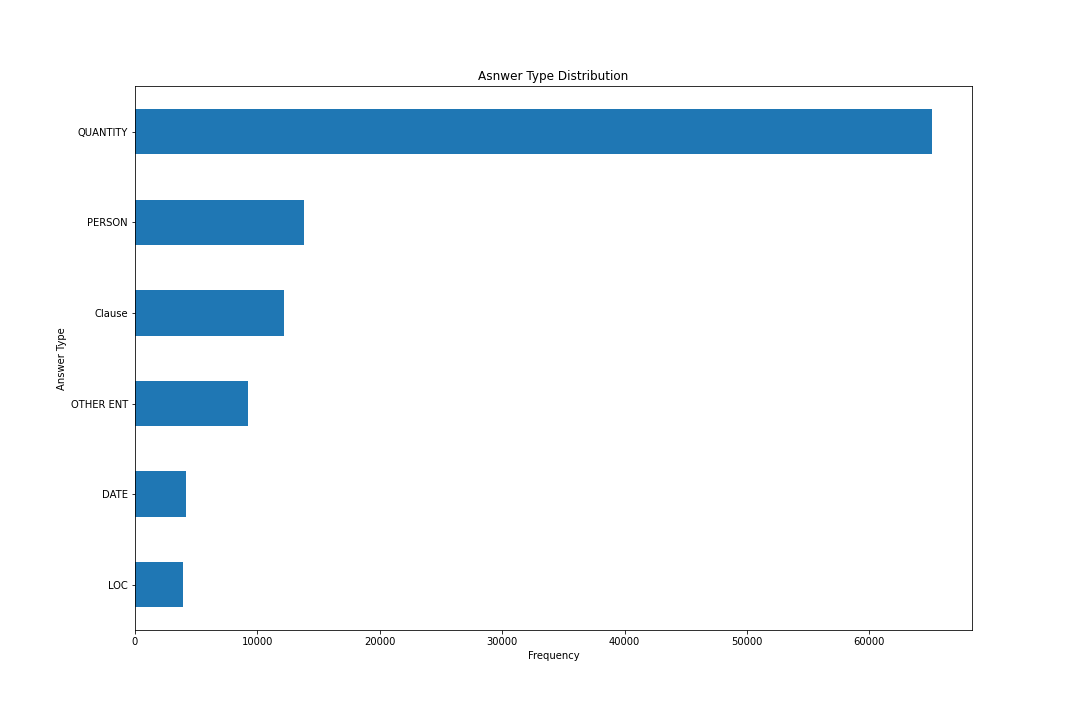 Asnwer Type Distribution
QUANTITY
PERSON
Clause
OTHER ENT
DATE
LOC
Answer Type
0 10000 20000 30000 40000 50000 60000
Frequency